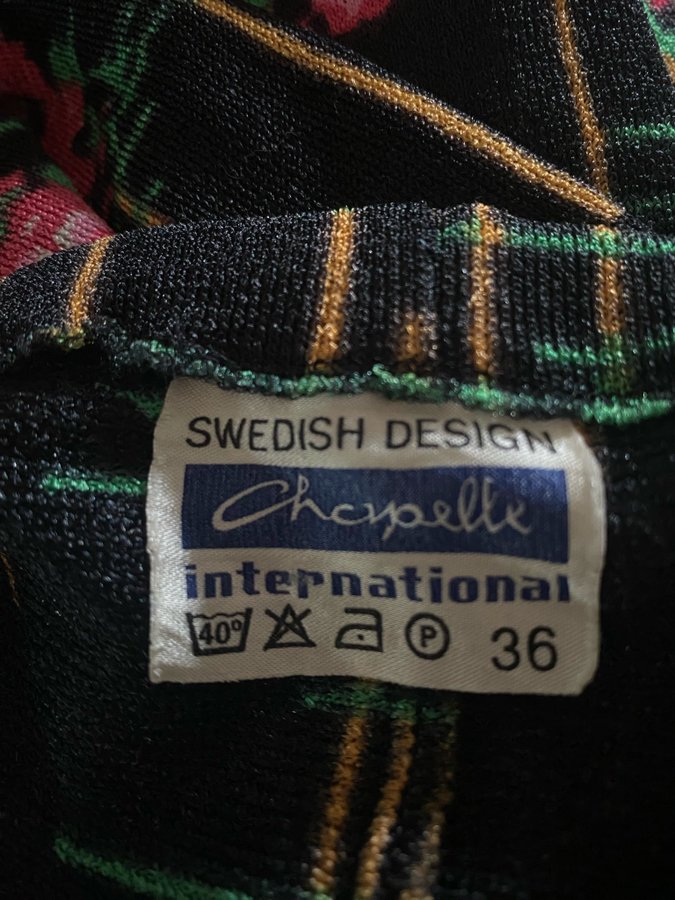 SWEDISH DESIGN
Chapelle
international
40° P 36